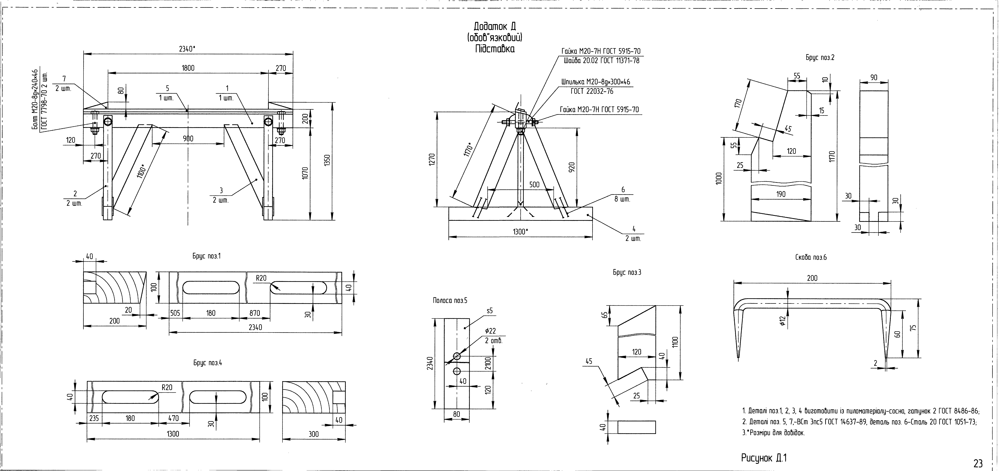 Додаток Д
(обов"язковий)
Підставка
2340*
1800
270
Болт М20-8g×240×46
ГОСТ 7798-70 2 шт.
7
2 шт.
80
5
1 шт.
1
1 шт.
200
120
900
270
270
1350
1100*
1070
2
2 шт.
3
2 шт.
Гайка М20-7Н ГОСТ 5915-70
Шайба 20.02 ГОСТ 11371-78
Шпилька М20-8g×300×46
ГОСТ 22032-76
Гайка М20-7Н ГОСТ 5915-70
1170*
1270
920
500
6
8 шт.
4
2 шт.
1300*
Брус поз.2
55
10
90
170
15
45
55
120
25
1170
1000
190
30
30
30
Брус поз.1
40
R20
100
40
20
505
180
870
30
200
2340
Брус поз.4
R20
40
100
235
180
470
30
40
1300
300
Полоса поз.5
s5
ϕ22
2 отв.
2340
2100
40
120
80
Брус поз.3
65
120
1100
40
45
25
40
Скоба поз.6
200
ϕ12
60
75
2
1. Деталі поз.1, 2, 3, 4 виготовити із пиломатеріалу-сосна, гатунок 2 ГОСТ 8486-86;
2. Деталі поз. 5, 7,-ВСт 3пс5 ГОСТ 14637-89, деталь поз. 6-Сталь 20 ГОСТ 1051-73;
3.*Розміри для довідок.
Рисунок Д.1
23